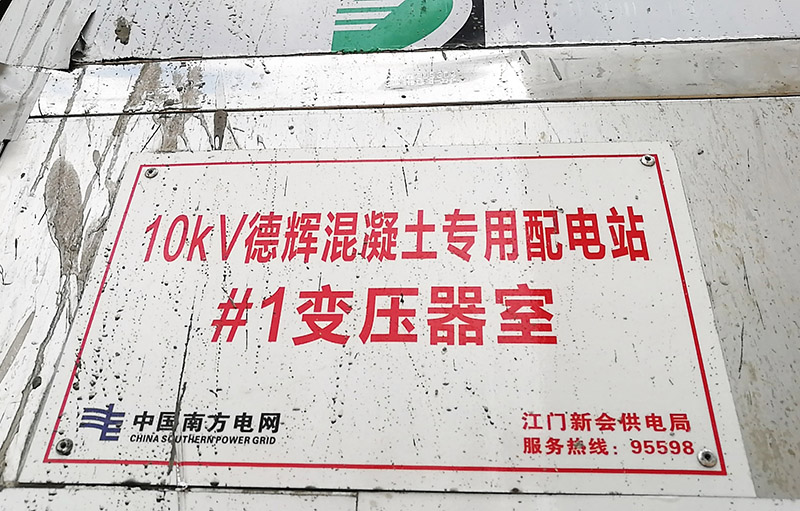 10kV德辉混凝土专用配电站
#1变压器室
中国南方电网
CHINA SOUTHERN POWER GRID
江门新会供电局
服务热线：95598